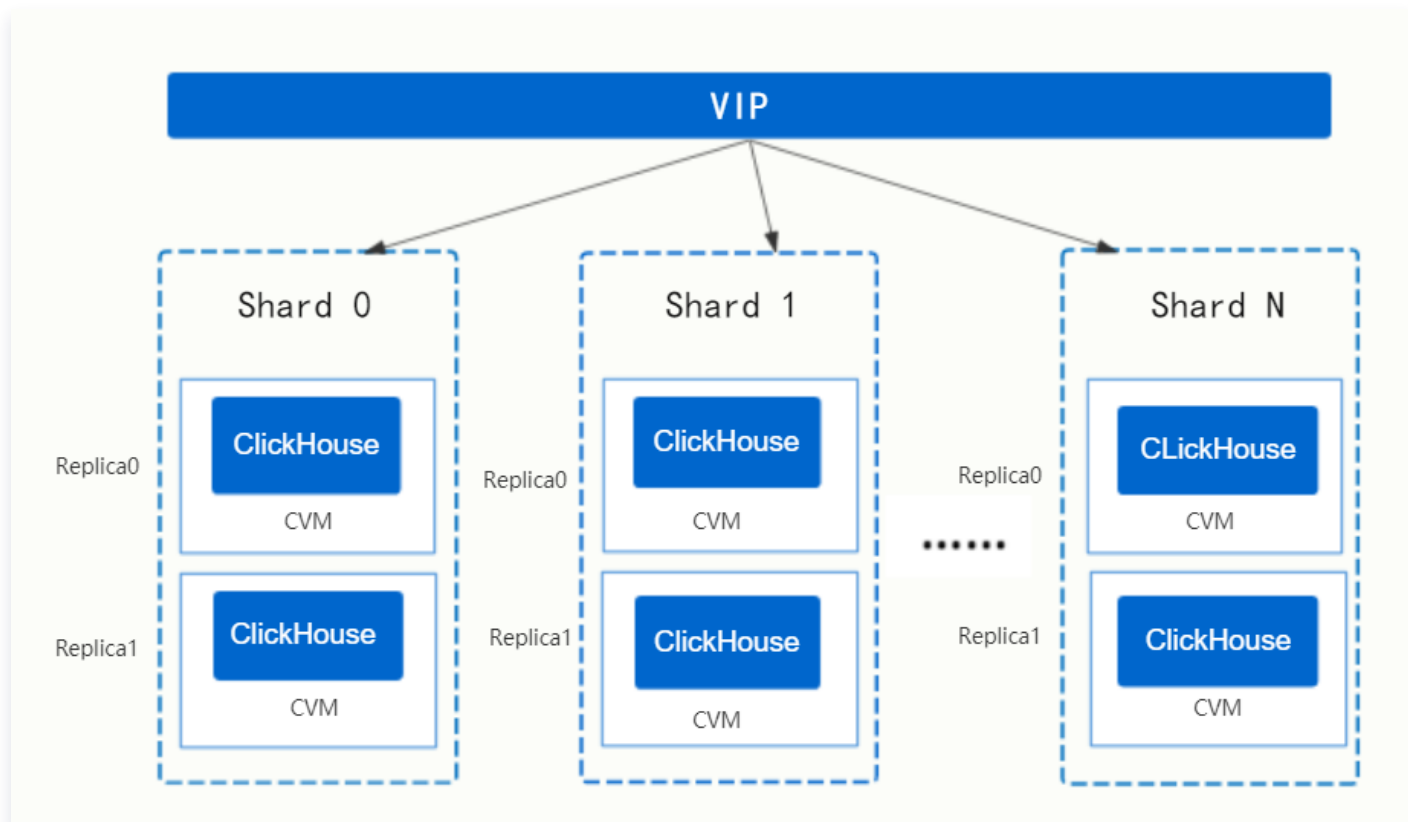 VIP
Shard 0
Shard 1
Shard N
Replica0
ClickHouse
CVM
Replica0
ClickHouse
CVM
Replica0
CLickHouse
CVM
......
Replica1
ClickHouse
CVM
Replica1
ClickHouse
CVM
Replica1
ClickHouse
CVM